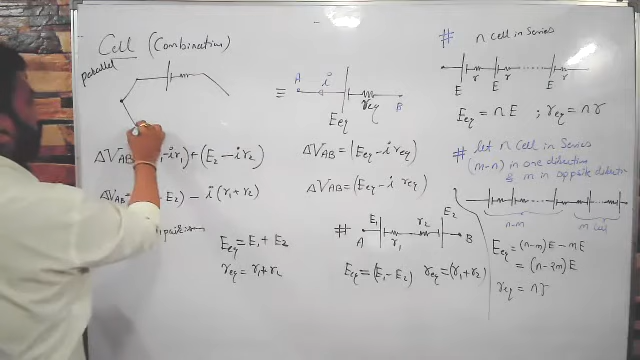 Cell (Combination)
parallel
A i B
≡ Eeq req
ΔVAB = -ir1) + (E2 - ir2)
ΔVAB = (Eeq - i req)
ΔVAB = E2) - i(r1+r2)
ΔVAB = (Eeq - i req)
Eeq = E1 + E2
req = r1+r2
# A E1 r1 r2 E2 B
Eeq = (E1 - E2) req = (r1+r2)
# n cell in Series
r r r
E E E
Eeq = nE ; req = nr
# let n Cell in Series
(n-m) in one direction
& m in opposite direction
n-m m Cell
Eeq = (n-m)E - mE
= (n-2m)E
req = nr